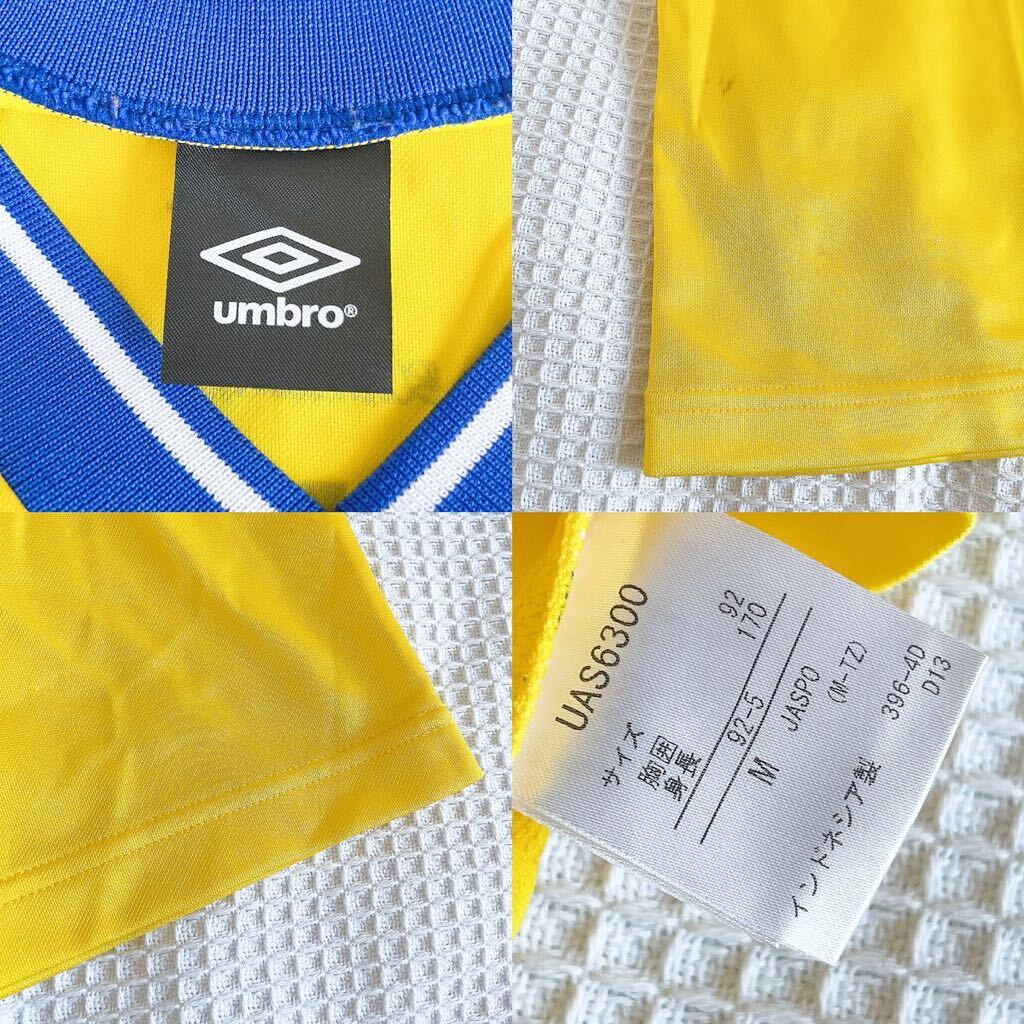 umbro®
UAS6300
サイズ
胸囲 92
身長 170
92-5
M
JASPO
(M-TZ)
396-4D
D13
インドネシア製